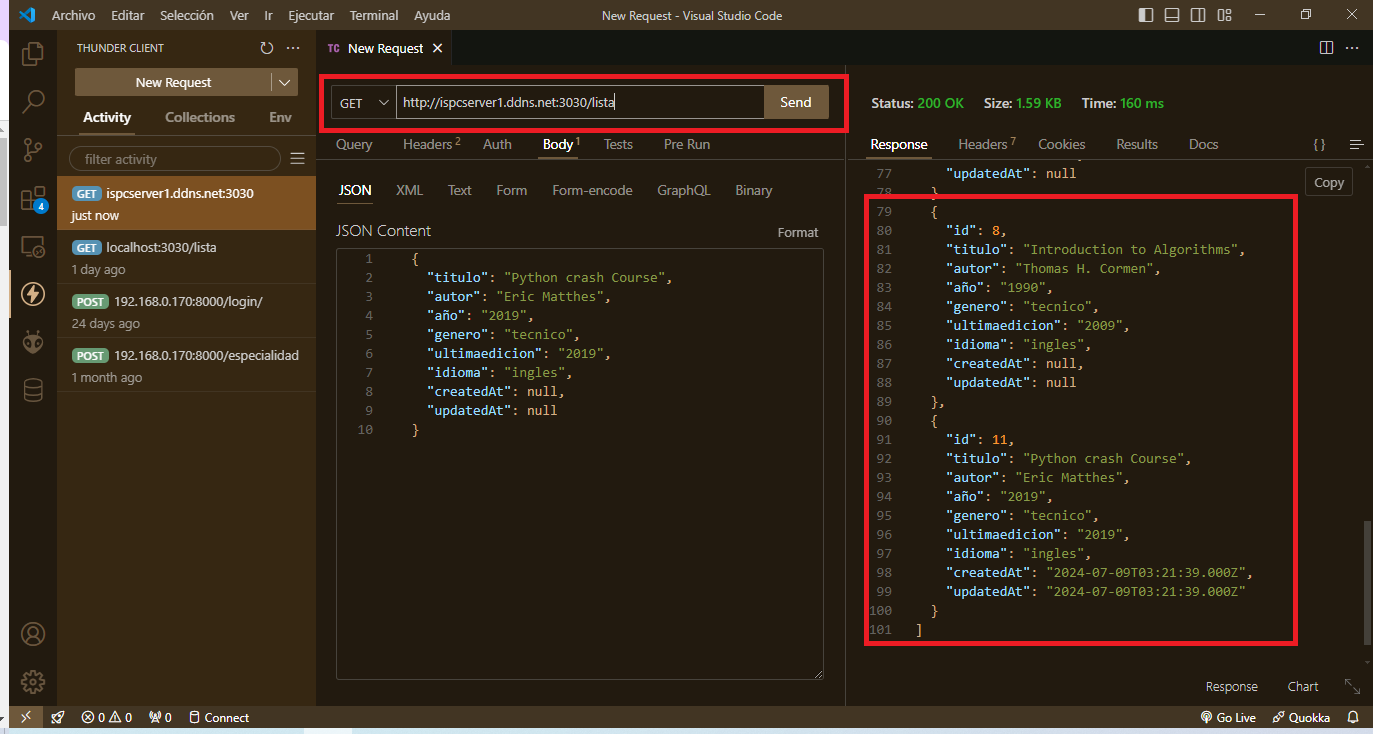 Archivo Editar Selección Ver Ir Ejecutar Terminal Ayuda
New Request - Visual Studio Code
THUNDER CLIENT
New Request
Activity Collections Env
filter activity
GET ispcserver1.ddns.net:3030
just now
GET localhost:3030/lista
1 day ago
POST 192.168.0.170:8000/login/
24 days ago
POST 192.168.0.170:8000/especialidad
1 month ago
4
TC New Request
GET http://ispcserver1.ddns.net:3030/lista Send
Query Headers 2 Auth Body 1 Tests Pre Run
JSON XML Text Form Form-encode GraphQL Binary
JSON Content Format
1 {
2 "titulo": "Python crash Course",
3 "autor": "Eric Matthes",
4 "año": "2019",
5 "genero": "tecnico",
6 "ultimaedicion": "2019",
7 "idioma": "ingles",
8 "createdAt": null,
9 "updatedAt": null
10 }
Status: 200 OK Size: 1.59 KB Time: 160 ms
Response Headers 7 Cookies Results Docs { }
Copy
77 "updatedAt": null
78 }
79 {
80 "id": 8,
81 "titulo": "Introduction to Algorithms",
82 "autor": "Thomas H. Cormen",
83 "año": "1990",
84 "genero": "tecnico",
85 "ultimaedicion": "2009",
86 "idioma": "ingles",
87 "createdAt": null,
88 "updatedAt": null
89 },
90 {
91 "id": 11,
92 "titulo": "Python crash Course",
93 "autor": "Eric Matthes",
94 "año": "2019",
95 "genero": "tecnico",
96 "ultimaedicion": "2019",
97 "idioma": "ingles",
98 "createdAt": "2024-07-09T03:21:39.000Z",
99 "updatedAt": "2024-07-09T03:21:39.000Z"
100 }
101 ]
Response Chart
0 0 0 Connect
Go Live Quokka